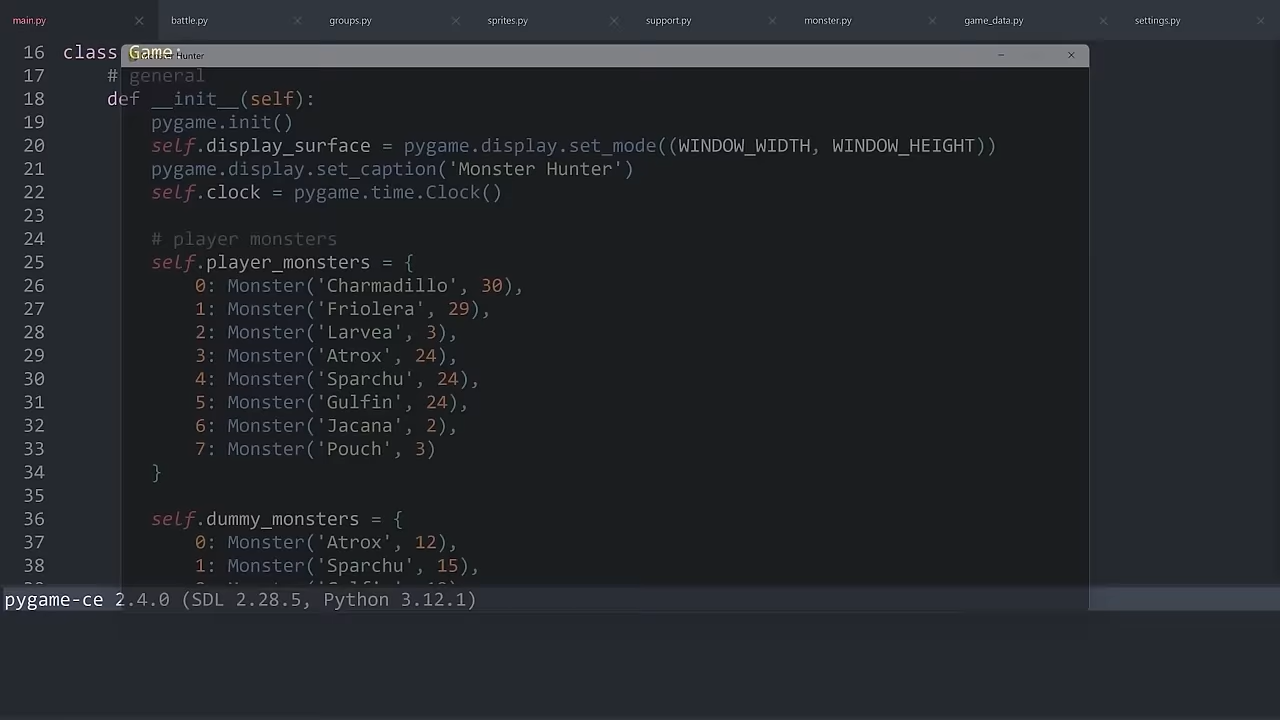 main.py battle.py groups.py sprites.py support.py monster.py game_data.py settings.py
16 class Game:
Hunter
17 # general
18 def __init__(self):
19 pygame.init()
20 self.display_surface = pygame.display.set_mode((WINDOW_WIDTH, WINDOW_HEIGHT))
21 pygame.display.set_caption('Monster Hunter')
22 self.clock = pygame.time.Clock()
23
24 # player monsters
25 self.player_monsters = {
26 0: Monster('Charmadillo', 30),
27 1: Monster('Friolera', 29),
28 2: Monster('Larvea', 3),
29 3: Monster('Atrox', 24),
30 4: Monster('Sparchu', 24),
31 5: Monster('Gulfin', 24),
32 6: Monster('Jacana', 2),
33 7: Monster('Pouch', 3)
34 }
35
36 self.dummy_monsters = {
37 0: Monster('Atrox', 12),
38 1: Monster('Sparchu', 15),
pygame-ce 2.4.0 (SDL 2.28.5, Python 3.12.1)